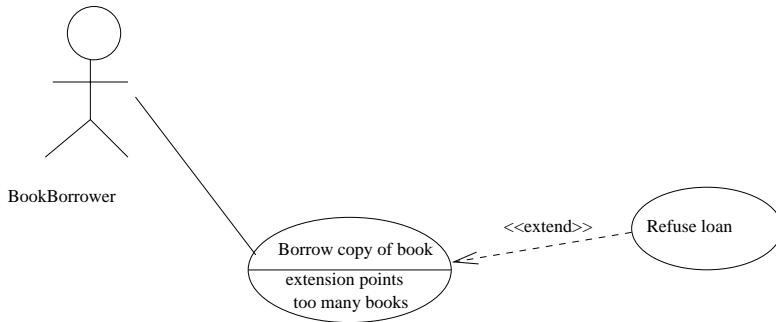 BookBorrower
<<extend>>
Refuse loan
Borrow copy of book
extension points
too many books